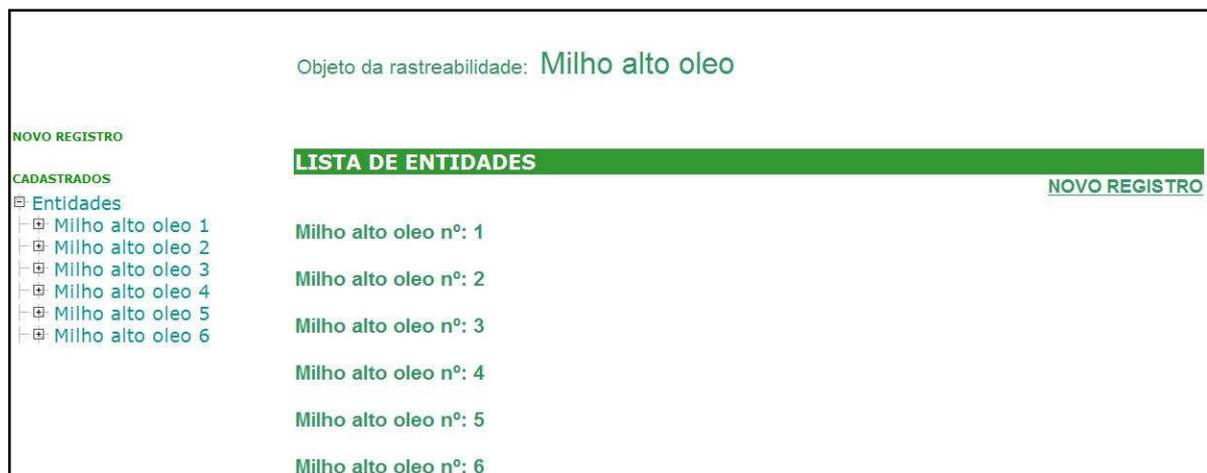 Objeto da rastreabilidade: Milho alto oleo
NOVO REGISTRO
CADASTRADOS
Entidades
Milho alto oleo 1
Milho alto oleo 2
Milho alto oleo 3
Milho alto oleo 4
Milho alto oleo 5
Milho alto oleo 6
LISTA DE ENTIDADES
NOVO REGISTRO
Milho alto oleo nº: 1
Milho alto oleo nº: 2
Milho alto oleo nº: 3
Milho alto oleo nº: 4
Milho alto oleo nº: 5
Milho alto oleo nº: 6